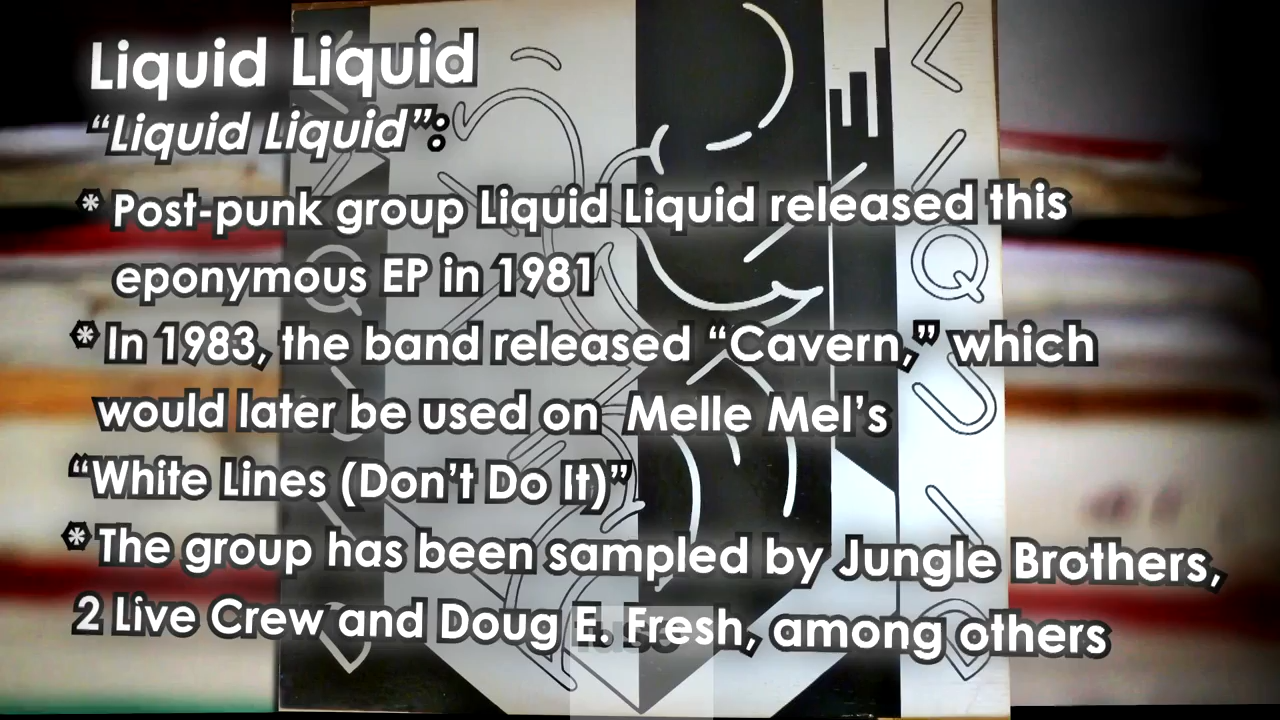 Liquid Liquid
“Liquid Liquid”:
* Post-punk group Liquid Liquid released this
eponymous EP in 1981
* In 1983, the band released “Cavern,” which
would later be used on Melle Mel’s
“White Lines (Don’t Do It)”
* The group has been sampled by Jungle Brothers,
2 Live Crew and Doug E. Fresh, among others